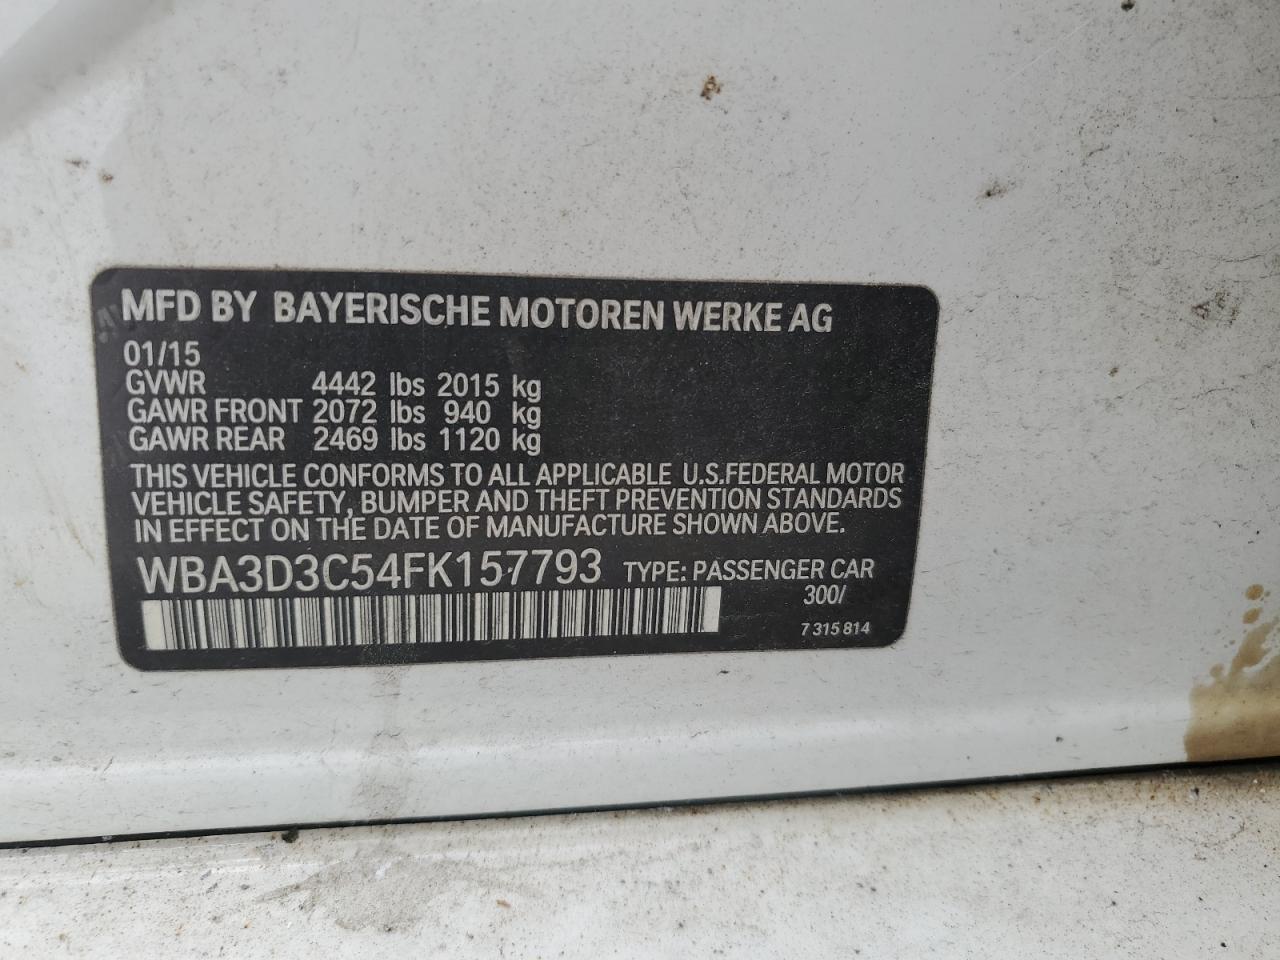 MFD BY BAYERISCHE MOTOREN WERKE AG
01/15
GVWR 4442 lbs 2015 kg
GAWR FRONT 2072 lbs 940 kg
GAWR REAR 2469 lbs 1120 kg
THIS VEHICLE CONFORMS TO ALL APPLICABLE U.S.FEDERAL MOTOR
VEHICLE SAFETY, BUMPER AND THEFT PREVENTION STANDARDS
IN EFFECT ON THE DATE OF MANUFACTURE SHOWN ABOVE.
WBA3D3C54FK157793 TYPE: PASSENGER CAR
300/
7 315 814